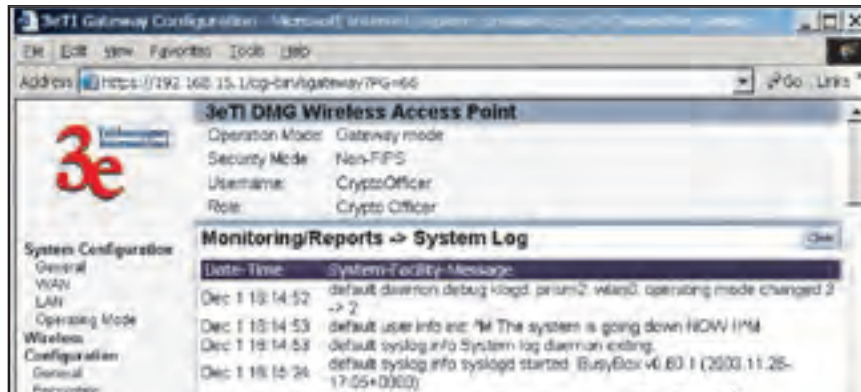 3eTI Gateway Configuration - Microsoft Internet
File Edit View Favorites Tools Help
Address https://192.168.15.1/cgi-bin/sgateway?PG=66 Go Links
3e
3eTI DMG Wireless Access Point
Operation Mode: Gateway mode
Security Mode: Non-FIPS
Username: CryptoOfficer
Role: Crypto Officer
System Configuration
General
WAN
LAN
Operating Mode
Wireless
Configuration
General
Encryption
Monitoring/Reports -> System Log
Clear
Date-Time System-Facility-Message
Dec 1 18:14:52 default daemon debug klogd: prism2: wlan0: operating mode changed 3
-> 2
Dec 1 18:14:53 default user info init: ^M The system is going down NOW !^M
Dec 1 18:14:53 default syslog.info System log daemon exiting.
Dec 1 18:15:34 default syslog.info syslogd started: BusyBox v0.60.1 (2003.11.26-
17:05+0000)